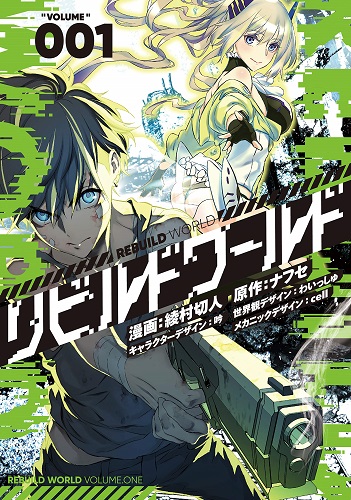 "VOLUME"
001
REBUILD WORLD
リビルドワールド
漫画:綾村切人
原作:ナフセ
キャラクターデザイン:吟
世界観デザイン:わいっしゅ
メカニックデザイン:cell
REBUILD WORLD VOLUME.ONE